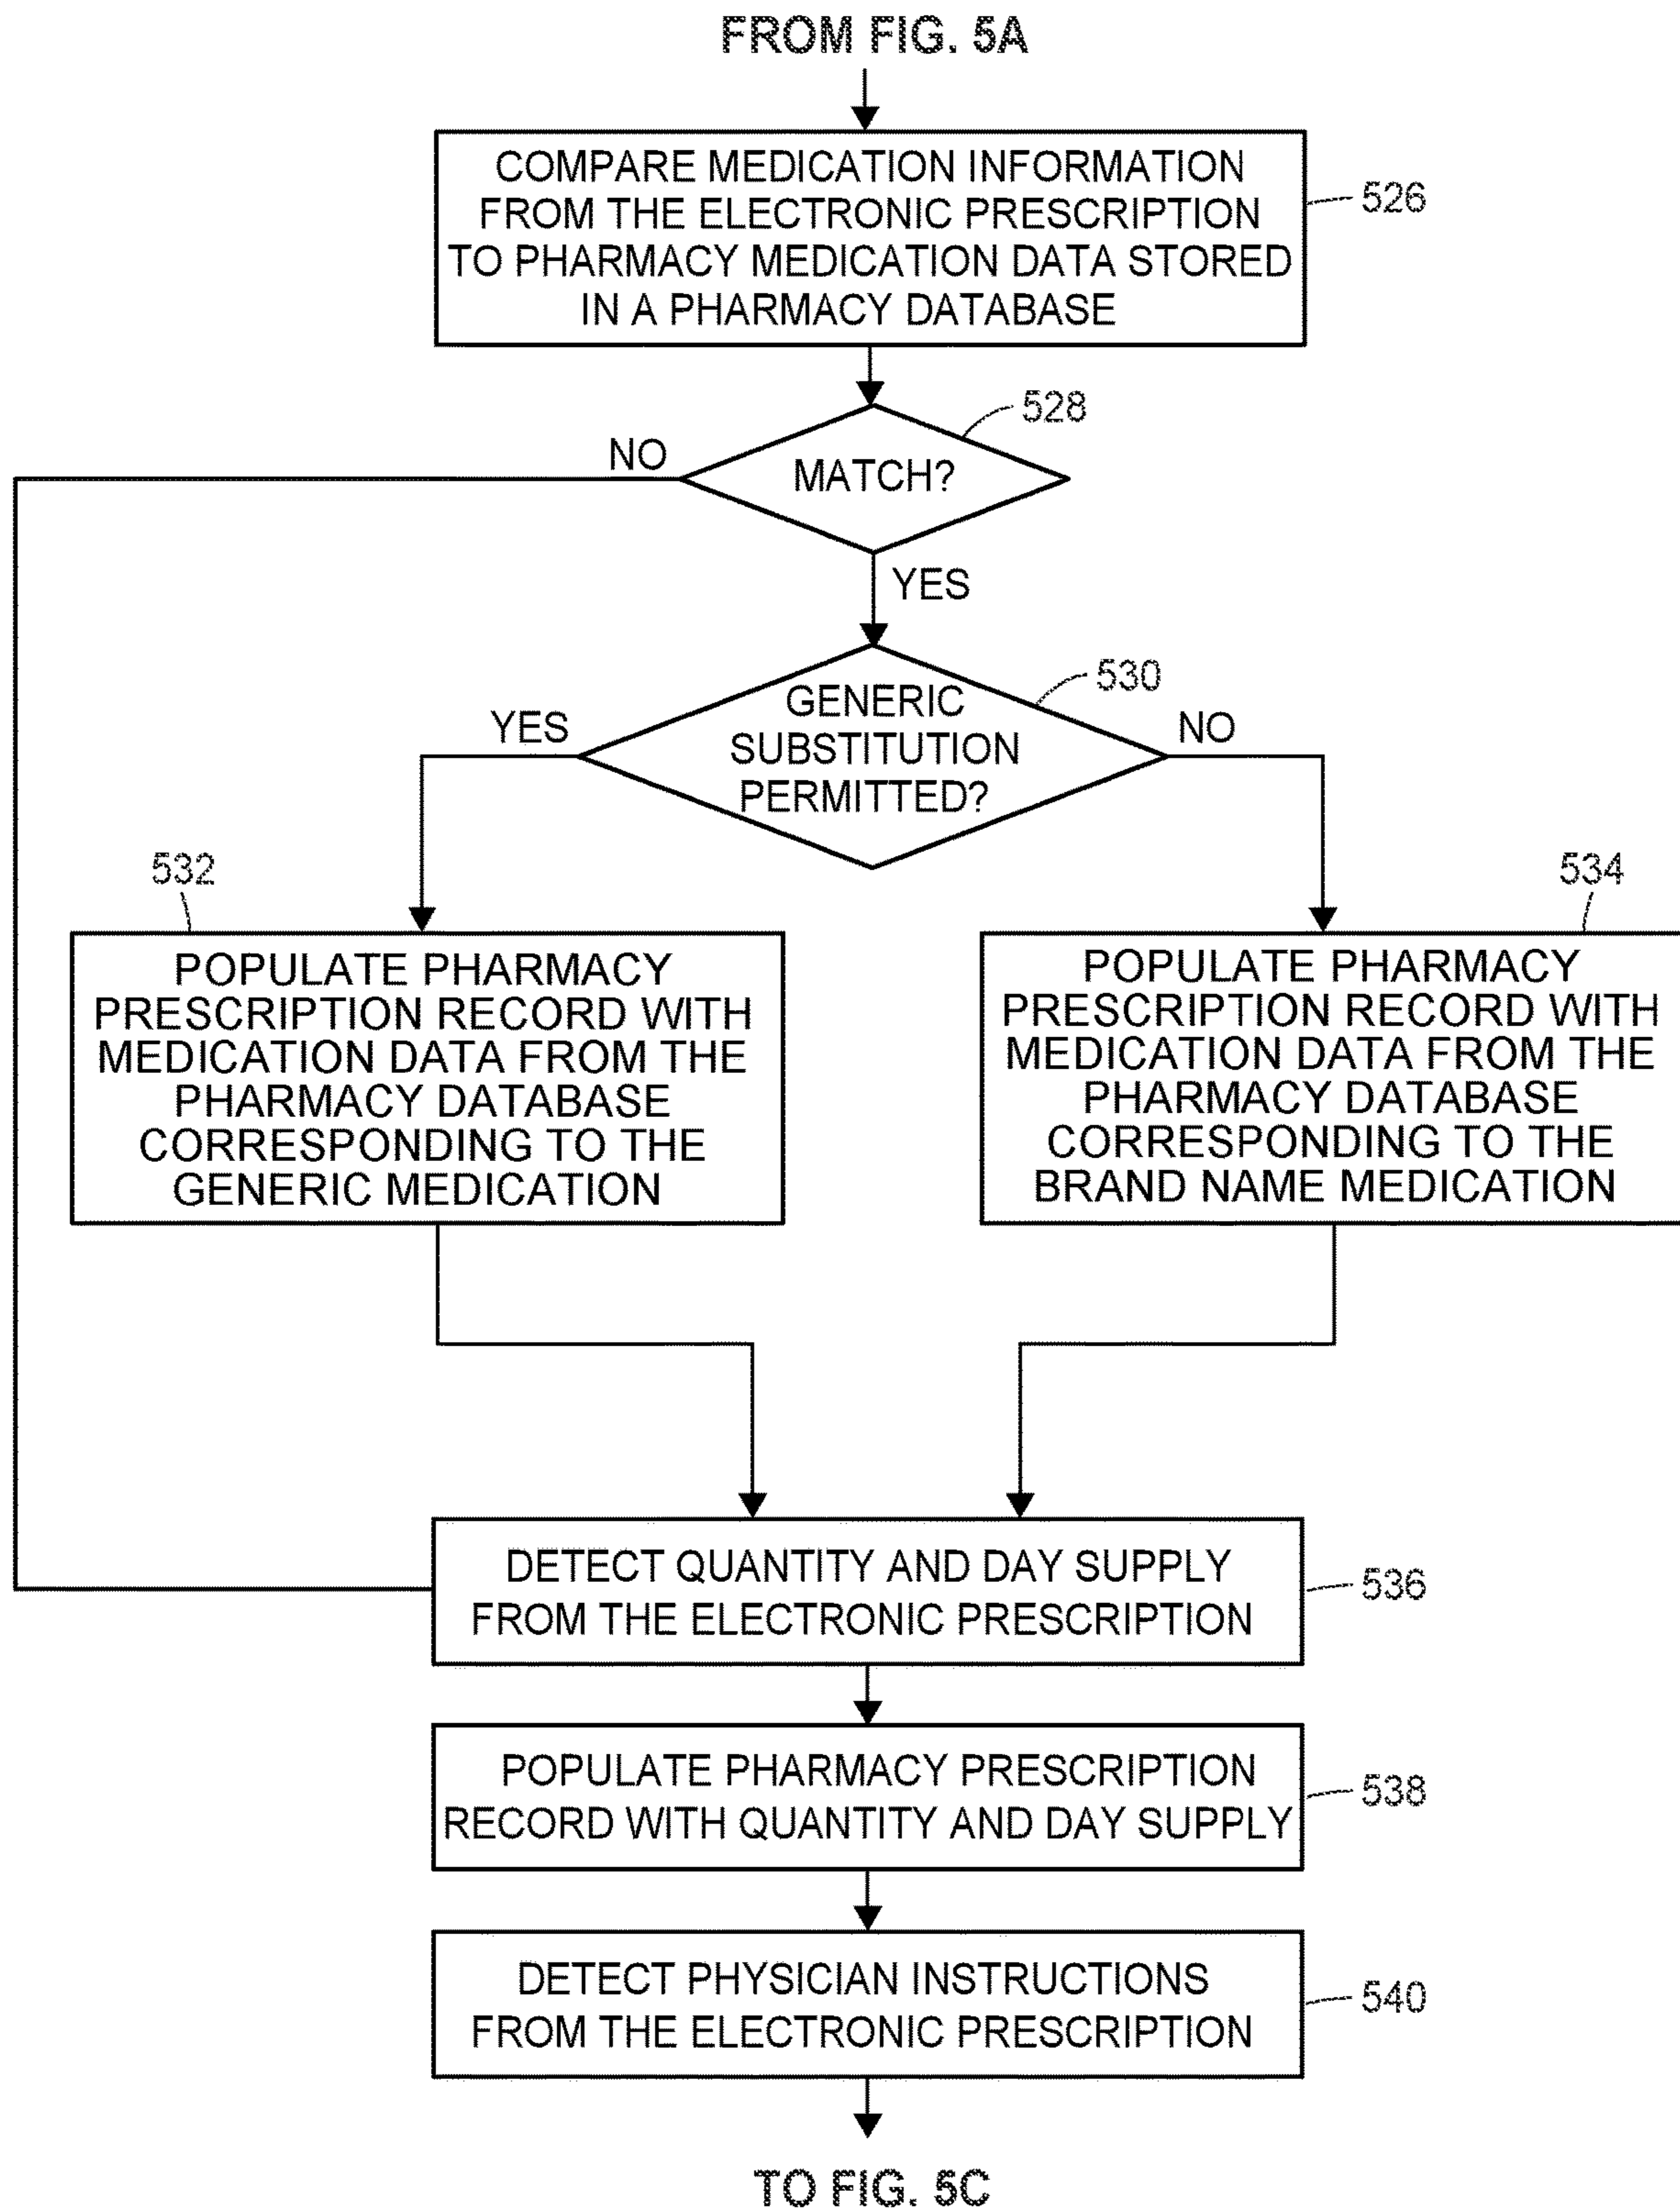 FROM FIG. 5A
COMPARE MEDICATION INFORMATION
FROM THE ELECTRONIC PRESCRIPTION
TO PHARMACY MEDICATION DATA STORED
IN A PHARMACY DATABASE
526
528
NO
MATCH?
YES
530
GENERIC
SUBSTITUTION
PERMITTED?
YES
NO
532
534
POPULATE PHARMACY
PRESCRIPTION RECORD WITH
MEDICATION DATA FROM THE
PHARMACY DATABASE
CORRESPONDING TO THE
GENERIC MEDICATION
POPULATE PHARMACY
PRESCRIPTION RECORD WITH
MEDICATION DATA FROM THE
PHARMACY DATABASE
CORRESPONDING TO THE
BRAND NAME MEDICATION
DETECT QUANTITY AND DAY SUPPLY
FROM THE ELECTRONIC PRESCRIPTION
536
POPULATE PHARMACY PRESCRIPTION
RECORD WITH QUANTITY AND DAY SUPPLY
538
DETECT PHYSICIAN INSTRUCTIONS
FROM THE ELECTRONIC PRESCRIPTION
540
TO FIG. 5C